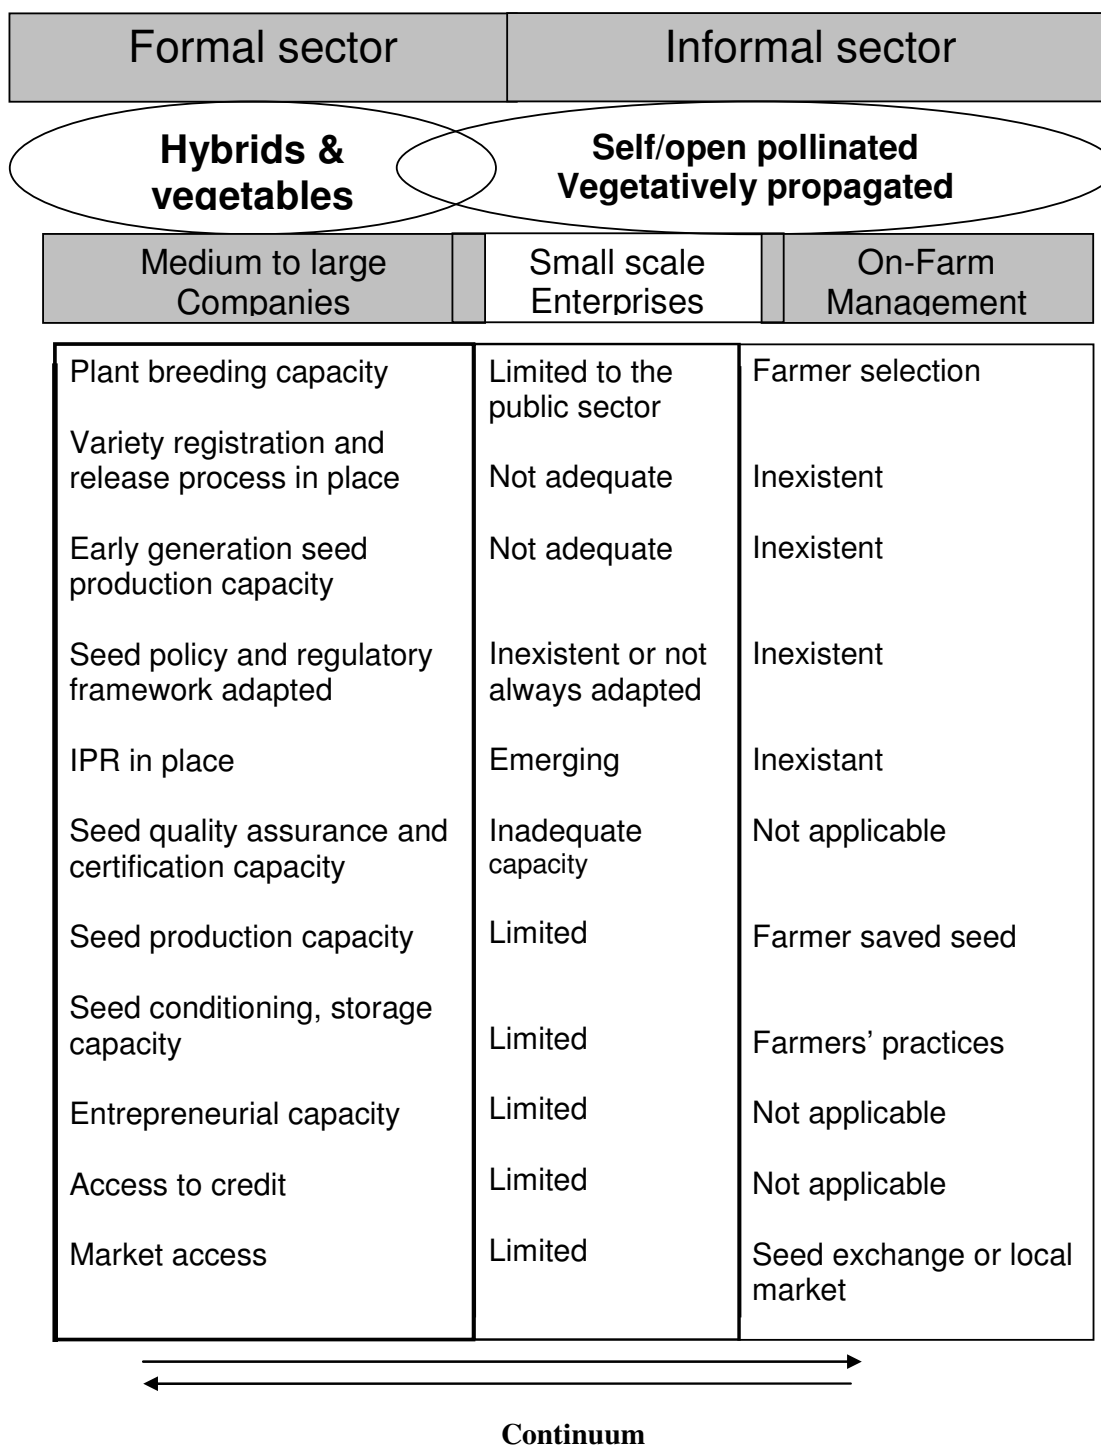 Formal sector
Informal sector
Hybrids &
vegetables
Self/open pollinated
Vegetatively propagated
Medium to large
Companies
Small scale
Enterprises
On-Farm
Management
Plant breeding capacity
Limited to the
public sector
Farmer selection
Variety registration and
release process in place
Not adequate
Inexistent
Early generation seed
production capacity
Not adequate
Inexistent
Seed policy and regulatory
framework adapted
Inexistent or not
always adapted
Inexistent
IPR in place
Emerging
Inexistant
Seed quality assurance and
certification capacity
Inadequate
capacity
Not applicable
Seed production capacity
Limited
Farmer saved seed
Seed conditioning, storage
capacity
Limited
Farmers’ practices
Entrepreneurial capacity
Limited
Not applicable
Access to credit
Limited
Not applicable
Market access
Limited
Seed exchange or local
market
Continuum